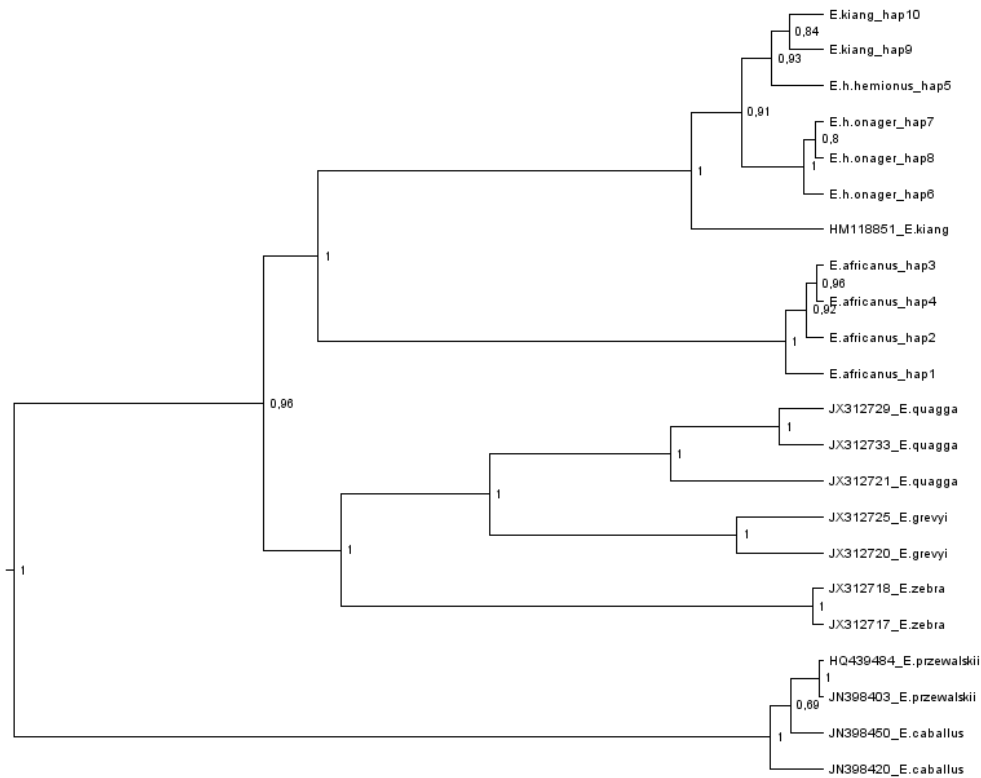 E.kiang_hap10
0,84
E.kiang_hap9
0,93
E.h.hemionus_hap5
0,91
E.h.onager_hap7
0,8
E.h.onager_hap8
1
E.h.onager_hap6
1
HM118851_E.kiang
1
E.africanus_hap3
0,96
E.africanus_hap4
0,92
E.africanus_hap2
1
E.africanus_hap1
0,96
JX312729_E.quagga
1
JX312733_E.quagga
1
JX312721_E.quagga
1
JX312725_E.grevyi
1
JX312720_E.grevyi
1
JX312718_E.zebra
1
JX312717_E.zebra
1
HQ439484_E.przewalskii
1
JN398403_E.przewalskii
0,69
JN398450_E.caballus
1
JN398420_E.caballus